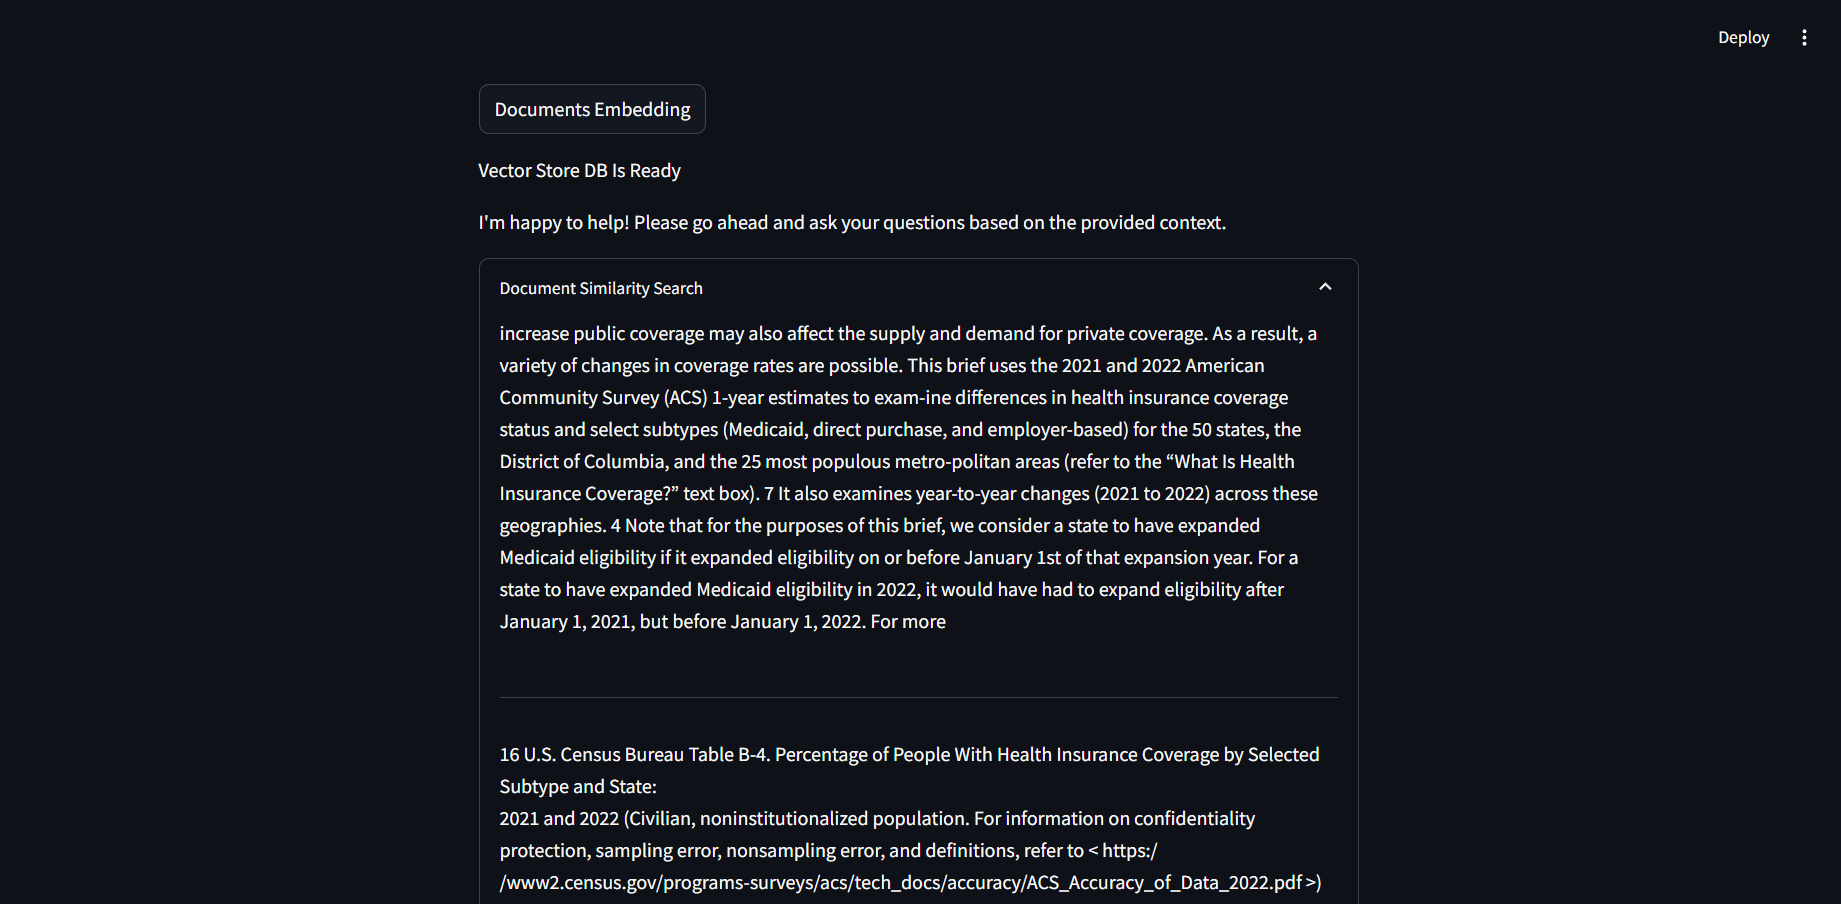 Deploy
Documents Embedding
Vector Store DB Is Ready
I'm happy to help! Please go ahead and ask your questions based on the provided context.
Document Similarity Search
increase public coverage may also affect the supply and demand for private coverage. As a result, a
variety of changes in coverage rates are possible. This brief uses the 2021 and 2022 American
Community Survey (ACS) 1-year estimates to exam-ine differences in health insurance coverage
status and select subtypes (Medicaid, direct purchase, and employer-based) for the 50 states, the
District of Columbia, and the 25 most populous metro-politan areas (refer to the “What Is Health
Insurance Coverage?” text box). 7 It also examines year-to-year changes (2021 to 2022) across these
geographies. 4 Note that for the purposes of this brief, we consider a state to have expanded
Medicaid eligibility if it expanded eligibility on or before January 1st of that expansion year. For a
state to have expanded Medicaid eligibility in 2022, it would have had to expand eligibility after
January 1, 2021, but before January 1, 2022. For more
16 U.S. Census Bureau Table B-4. Percentage of People With Health Insurance Coverage by Selected
Subtype and State:
2021 and 2022 (Civilian, noninstitutionalized population. For information on confidentiality
protection, sampling error, nonsampling error, and definitions, refer to < https:/
/www2.census.gov/programs-surveys/acs/tech_docs/accuracy/ACS_Accuracy_of_Data_2022.pdf >)